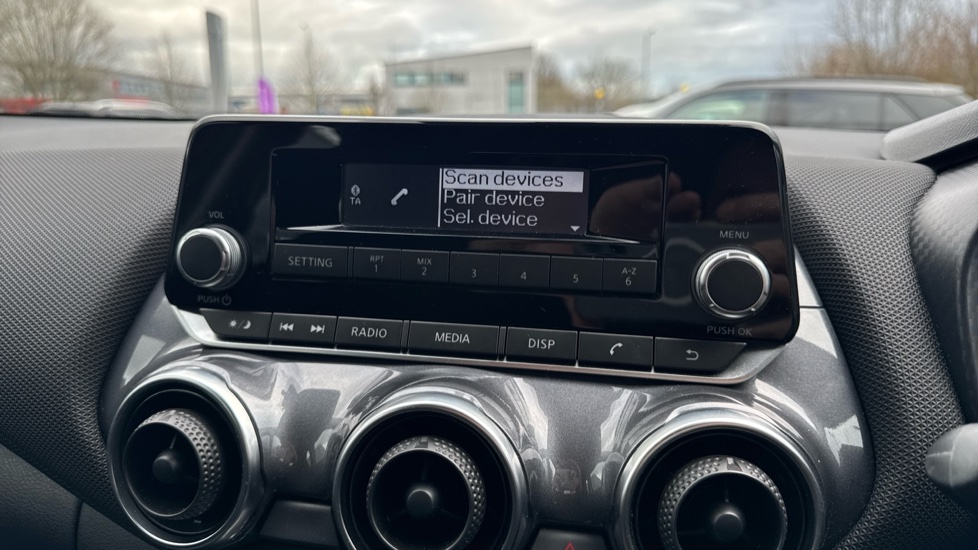 Scan devices
TA
Pair device
Sel. device
VOL
MENU
SETTING
RPT
1
MIX
2
3
4
5
A-Z
6
PUSH
PUSH OK
RADIO
MEDIA
DISP